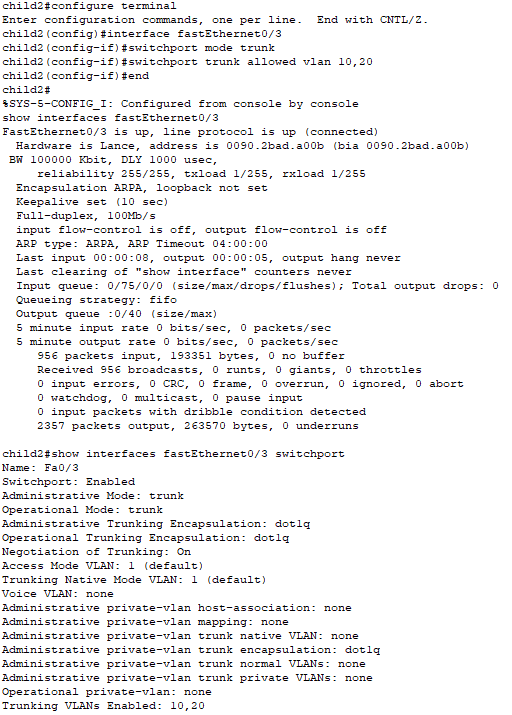 child2#configure terminal
Enter configuration commands, one per line.  End with CNTL/Z.
child2(config)#interface fastEthernet0/3
child2(config-if)#switchport mode trunk
child2(config-if)#switchport trunk allowed vlan 10,20
child2(config-if)#end
child2#
%SYS-5-CONFIG_I: Configured from console by console
show interfaces fastEthernet0/3
FastEthernet0/3 is up, line protocol is up (connected)
  Hardware is Lance, address is 0090.2bad.a00b (bia 0090.2bad.a00b)
 BW 100000 Kbit, DLY 1000 usec,
     reliability 255/255, txload 1/255, rxload 1/255
  Encapsulation ARPA, loopback not set
  Keepalive set (10 sec)
  Full-duplex, 100Mb/s
  input flow-control is off, output flow-control is off
  ARP type: ARPA, ARP Timeout 04:00:00
  Last input 00:00:08, output 00:00:05, output hang never
  Last clearing of "show interface" counters never
  Input queue: 0/75/0/0 (size/max/drops/flushes); Total output drops: 0
  Queueing strategy: fifo
  Output queue :0/40 (size/max)
  5 minute input rate 0 bits/sec, 0 packets/sec
  5 minute output rate 0 bits/sec, 0 packets/sec
     956 packets input, 193351 bytes, 0 no buffer
     Received 956 broadcasts, 0 runts, 0 giants, 0 throttles
     0 input errors, 0 CRC, 0 frame, 0 overrun, 0 ignored, 0 abort
     0 watchdog, 0 multicast, 0 pause input
     0 input packets with dribble condition detected
     2357 packets output, 263570 bytes, 0 underruns
child2#show interfaces fastEthernet0/3 switchport
Name: Fa0/3
Switchport: Enabled
Administrative Mode: trunk
Operational Mode: trunk
Administrative Trunking Encapsulation: dot1q
Operational Trunking Encapsulation: dot1q
Negotiation of Trunking: On
Access Mode VLAN: 1 (default)
Trunking Native Mode VLAN: 1 (default)
Voice VLAN: none
Administrative private-vlan host-association: none
Administrative private-vlan mapping: none
Administrative private-vlan trunk native VLAN: none
Administrative private-vlan trunk encapsulation: dot1q
Administrative private-vlan trunk normal VLANs: none
Administrative private-vlan trunk private VLANs: none
Operational private-vlan: none
Trunking VLANs Enabled: 10,20